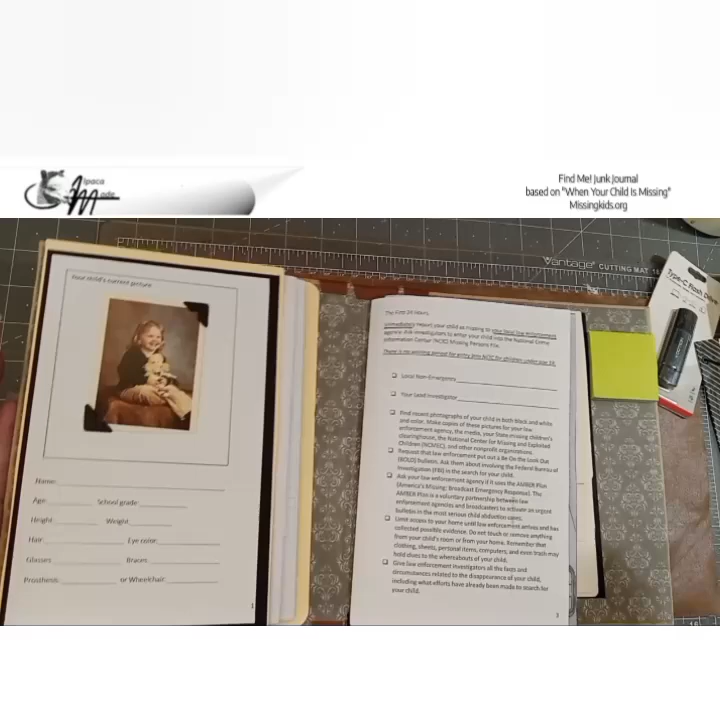 Alpaca
Made
Find Me! Junk Journal
based on "When Your Child Is Missing"
Missingkids.org
Vantage® CUTTING MAT 18
Type-C Flash Drive
Your child's current picture
Name:
Age: School grade:
Height: Weight:
Hair: Eye color:
Glasses: Braces:
Prosthesis: or Wheelchair:
1
The First 24 Hours
Immediately report your child as missing to your local law enforcement
agency. Ask investigators to enter your child into the National Crime
Information Center (NCIC) Missing Persons File.
There is no waiting period for entry into NCIC for children under age 18.
Local Non-Emergency
Your Lead Investigator
Find recent photographs of your child in both black and white
and color. Make copies of these pictures for your law
enforcement agency, the media, your State missing children's
clearinghouse, the National Center for Missing and Exploited
Children (NCMEC), and other nonprofit organizations.
Request that law enforcement put out a Be On the Look Out
(BOLO) bulletin. Ask them about involving the Federal Bureau of
Investigation (FBI) in the search for your child.
Ask your law enforcement agency if it uses the AMBER Plan
(America's Missing: Broadcast Emergency Response). The
AMBER Plan is a voluntary partnership between law
enforcement agencies and broadcasters to activate an urgent
bulletin in the most serious child abduction cases.
Limit access to your home until law enforcement arrives and has
collected possible evidence. Do not touch or remove anything
from your child's room or from your home. Remember that
clothing, sheets, personal items, computers, and even trash may
hold clues to the whereabouts of your child.
Give law enforcement investigators all the facts and
circumstances related to the disappearance of your child,
including what efforts have already been made to search for
your child.